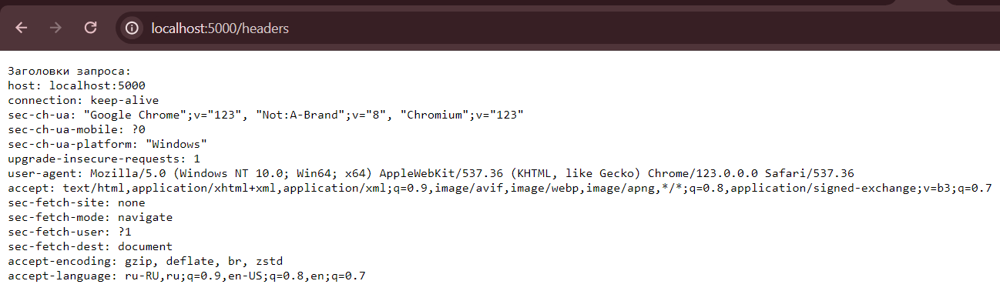 localhost:5000/headers
Заголовки запроса:
host: localhost:5000
connection: keep-alive
sec-ch-ua: "Google Chrome";v="123", "Not:A-Brand";v="8", "Chromium";v="123"
sec-ch-ua-mobile: ?0
sec-ch-ua-platform: "Windows"
upgrade-insecure-requests: 1
user-agent: Mozilla/5.0 (Windows NT 10.0; Win64; x64) AppleWebKit/537.36 (KHTML, like Gecko) Chrome/123.0.0.0 Safari/537.36
accept: text/html,application/xhtml+xml,application/xml;q=0.9,image/avif,image/webp,image/apng,*/*;q=0.8,application/signed-exchange;v=b3;q=0.7
sec-fetch-site: none
sec-fetch-mode: navigate
sec-fetch-user: ?1
sec-fetch-dest: document
accept-encoding: gzip, deflate, br, zstd
accept-language: ru-RU,ru;q=0.9,en-US;q=0.8,en;q=0.7